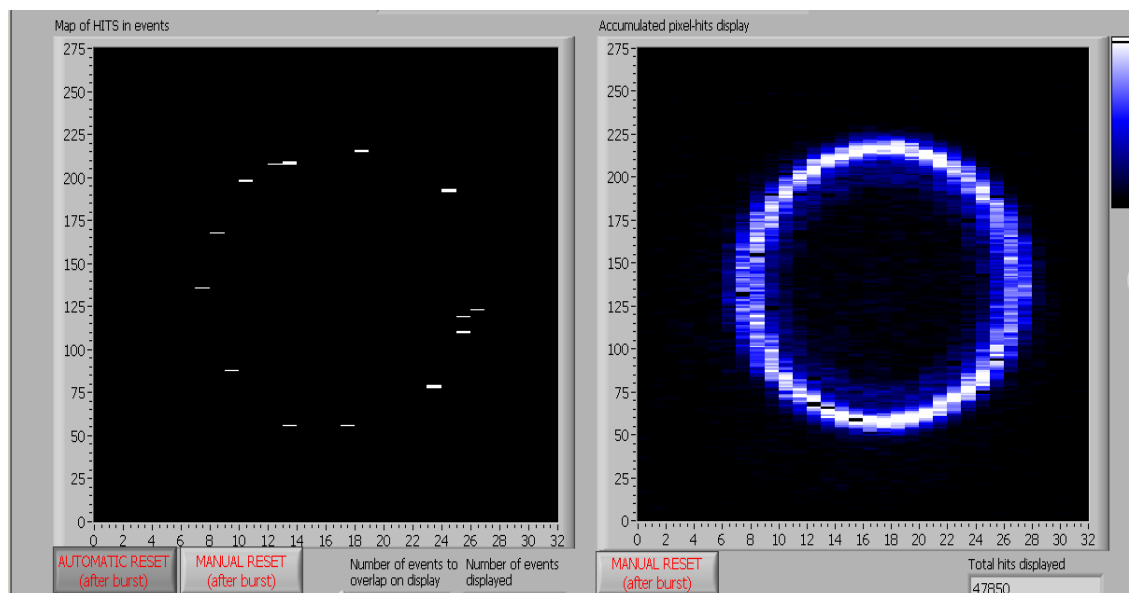 Map of HITS in events
Accumulated pixel-hits display
275
250
225
200
175
150
125
100
75
50
25
0
0 2 4 6 8 10 12 14 16 18 20 22 24 26 28 30 32
275
250
225
200
175
150
125
100
75
50
25
0
0 2 4 6 8 10 12 14 16 18 20 22 24 26 28 30 32
AUTOMATIC RESET
(after burst)
MANUAL RESET
(after burst)
Number of events to
overlap on display
Number of events
displayed
MANUAL RESET
(after burst)
Total hits displayed
47850